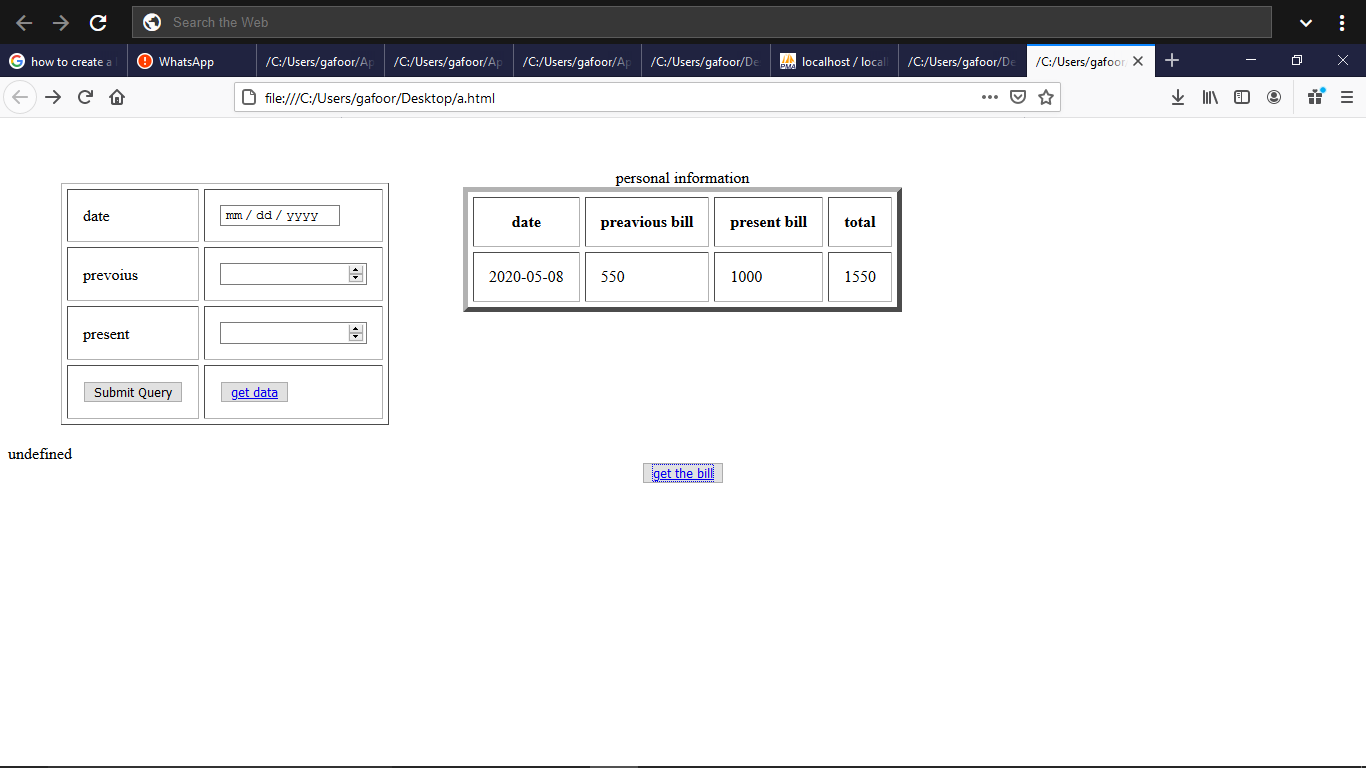 Search the Web
how to create a
WhatsApp
/C:/Users/gafoor/Ap
/C:/Users/gafoor/Ap
/C:/Users/gafoor/Ap
/C:/Users/gafoor/De
localhost / local
/C:/Users/gafoor/De
/C:/Users/gafoor
file:///C:/Users/gafoor/Desktop/a.html
personal information
date mm / dd / yyyy
prevoius
present
Submit Query get data
date preavious bill present bill total
2020-05-08 550 1000 1550
undefined
get the bill